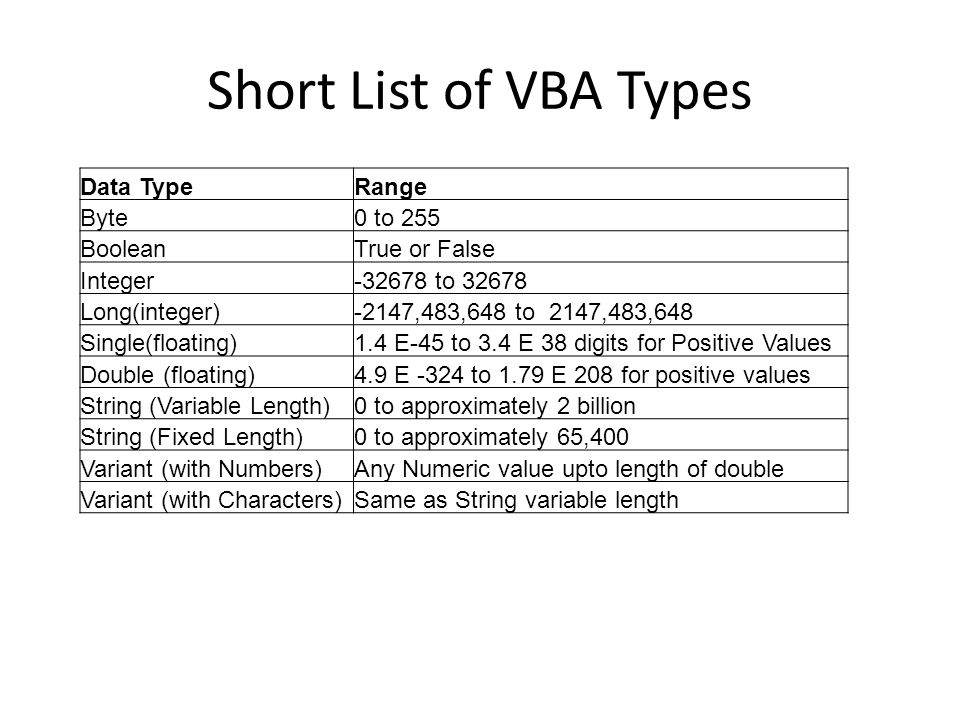 Short List of VBA Types
Data Type Range
Byte 0 to 255
Boolean True or False
Integer -32678 to 32678
Long(integer) -2147,483,648 to 2147,483,648
Single(floating) 1.4 E-45 to 3.4 E 38 digits for Positive Values
Double (floating) 4.9 E -324 to 1.79 E 208 for positive values
String (Variable Length) 0 to approximately 2 billion
String (Fixed Length) 0 to approximately 65,400
Variant (with Numbers) Any Numeric value upto length of double
Variant (with Characters) Same as String variable length